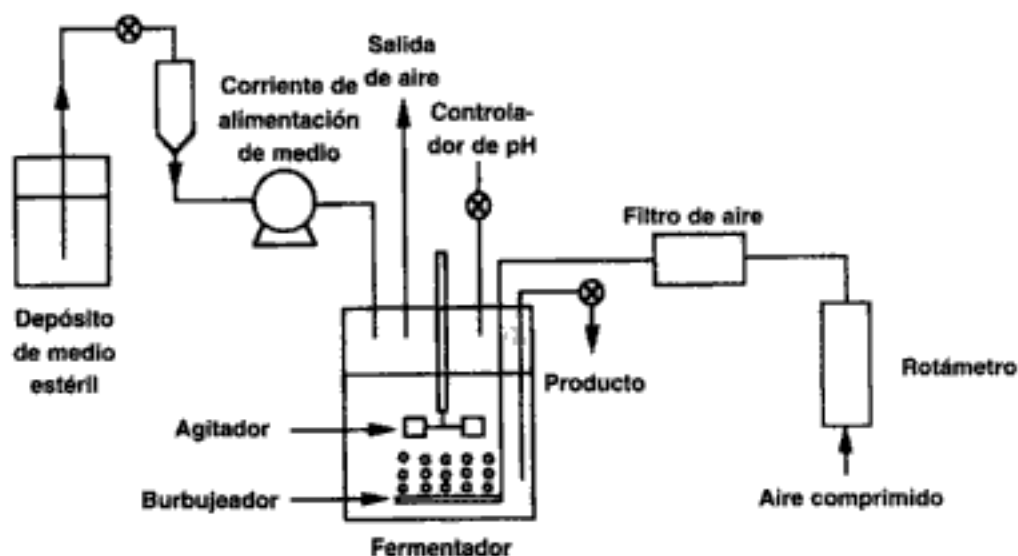 Salida
de aire
Corriente de
alimentación
de medio
Controla-
dor de pH
Filtro de aire
Depósito
de medio
estéril
Producto
Rotámetro
Agitador
Burbujeador
Aire comprimido
Fermentador